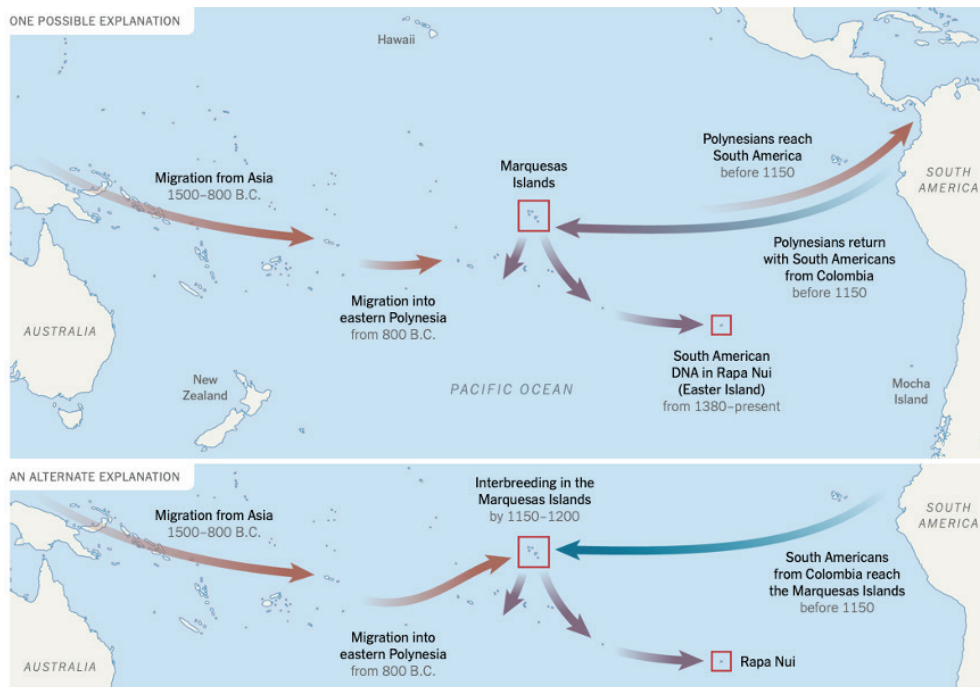 ONE POSSIBLE EXPLANATION
Hawaii
Polynesians reach
South America
before 1150
SOUTH
AMERICA
Migration from Asia
1500–800 B.C.
Marquesas
Islands
Polynesians return
with South Americans
from Colombia
before 1150
Migration into
eastern Polynesia
from 800 B.C.
AUSTRALIA
New
Zealand
PACIFIC OCEAN
South American
DNA in Rapa Nui
(Easter Island)
from 1380–present
Mocha
Island
AN ALTERNATE EXPLANATION
Migration from Asia
1500–800 B.C.
Interbreeding in the
Marquesas Islands
by 1150–1200
SOUTH
AMERICA
South Americans
from Colombia reach
the Marquesas Islands
before 1150
Migration into
eastern Polynesia
from 800 B.C.
AUSTRALIA
Rapa Nui